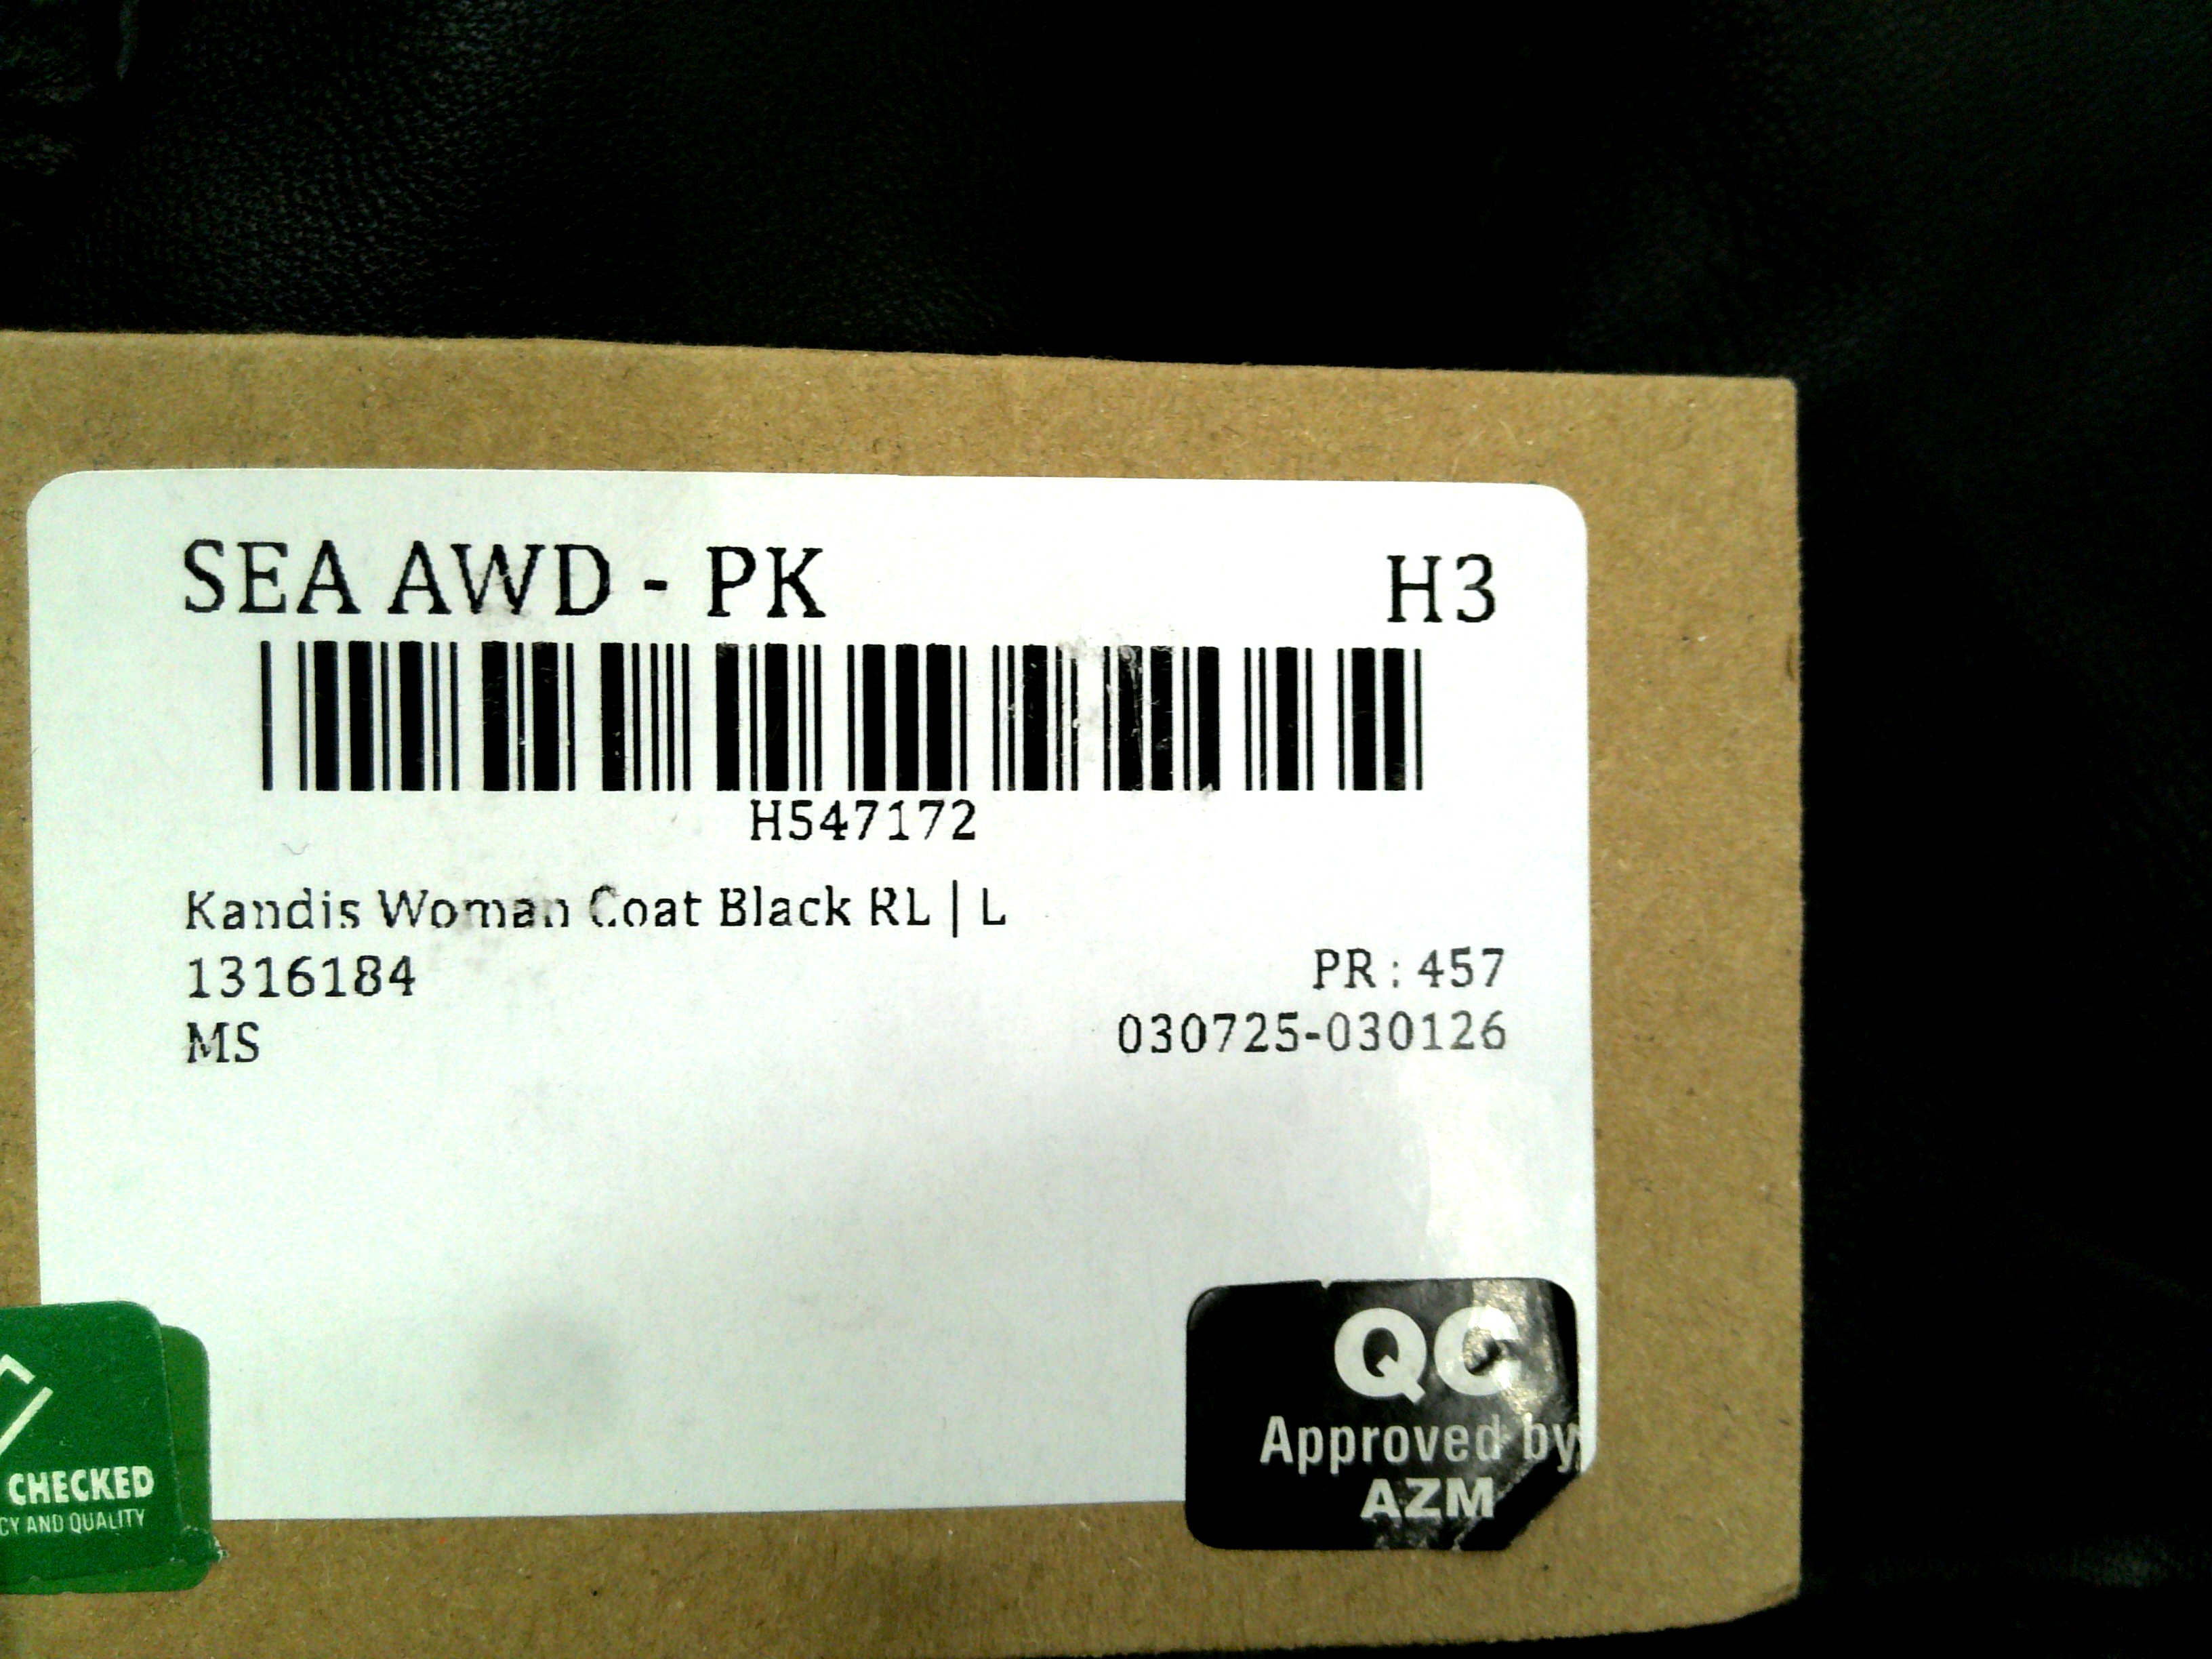 SEA AWD - PK H3
H547172
Kandis Woman Coat Black RL | L
1316184 PR : 457
MS 030725-030126
QC
Approved by
AZM
CHECKED
AND QUALITY